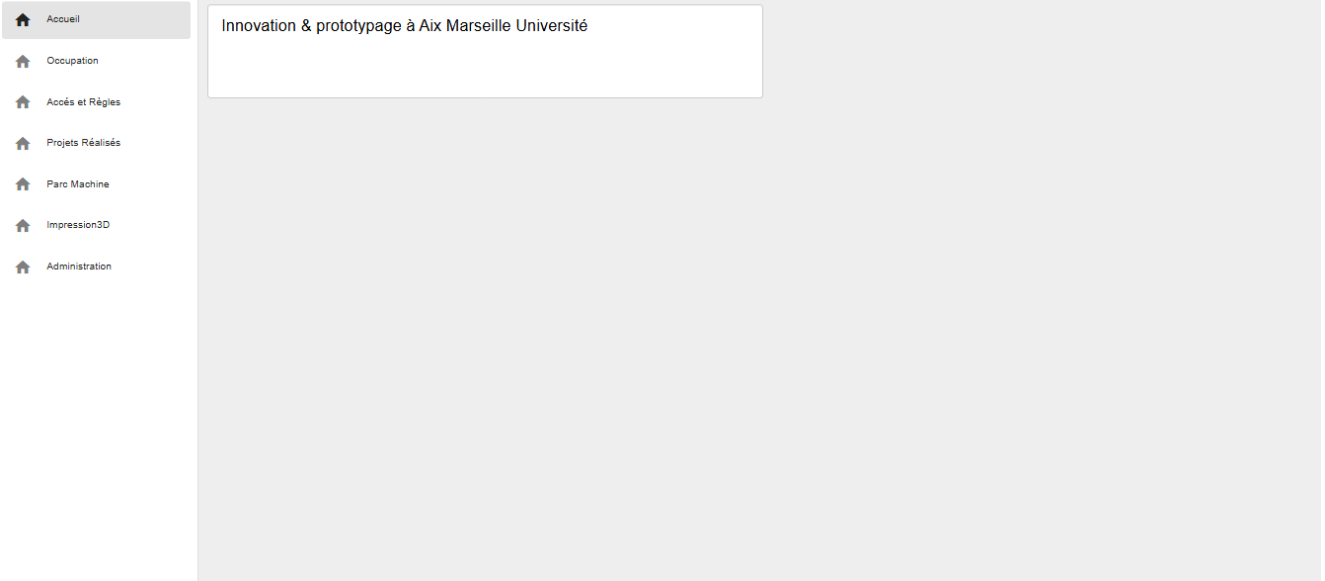 Accueil
Occupation
Accés et Règles
Projets Réalisés
Parc Machine
Impression3D
Administration
Innovation & prototypage à Aix Marseille Université